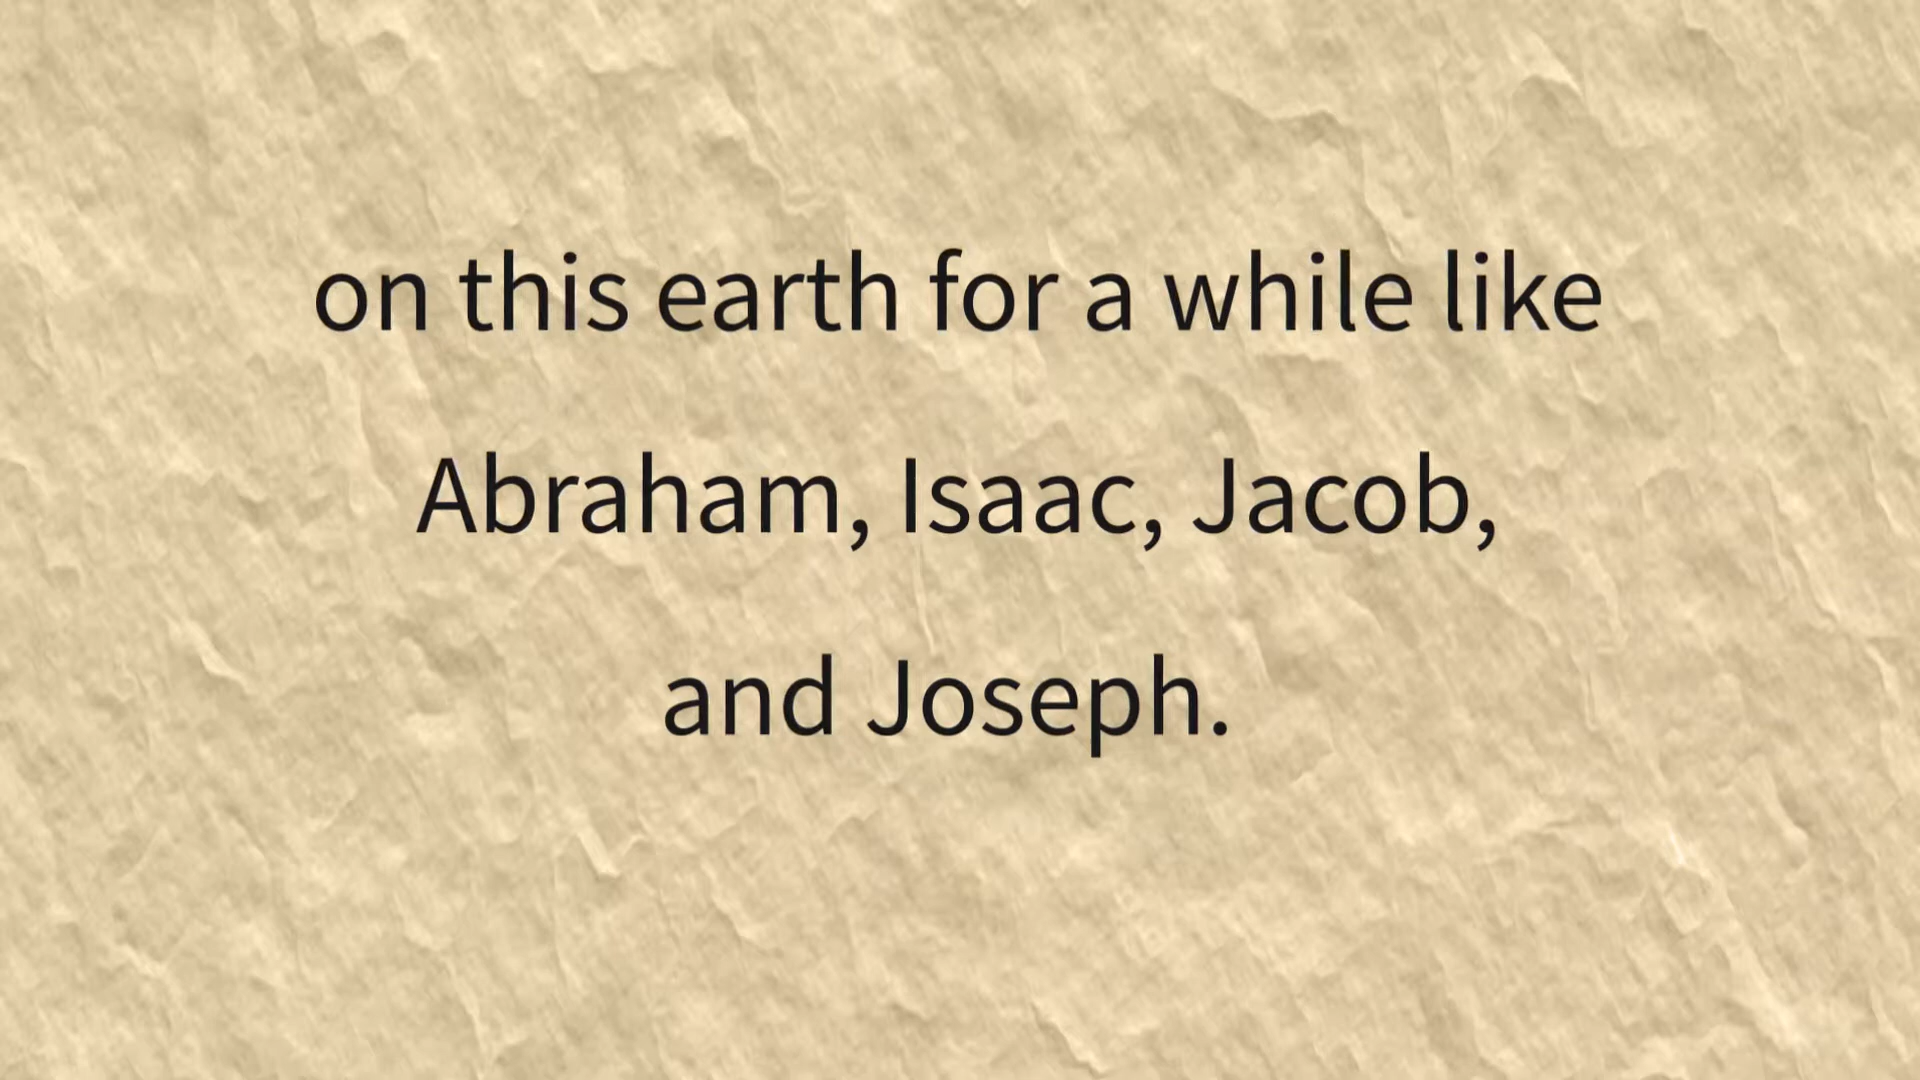 on this earth for a while like
Abraham, Isaac, Jacob,
and Joseph.